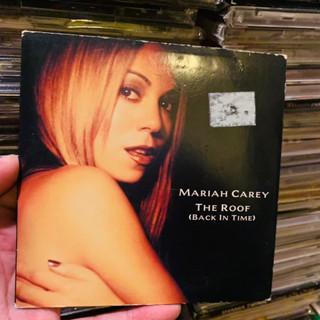 MARIAH CAREY
THE ROOF
(BACK IN TIME)